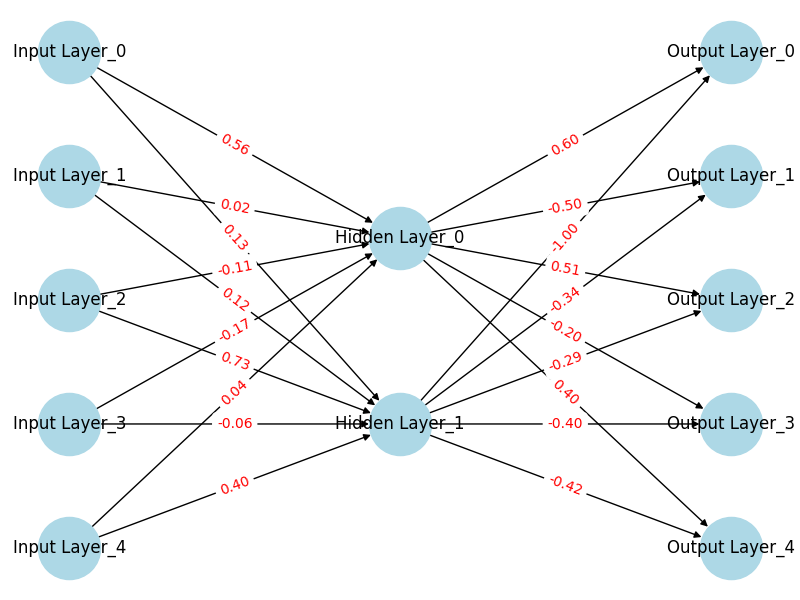 Input Layer_0
Output Layer_0
0.56
0.60
Input Layer_1
Output Layer_1
0.02
-0.50
0.13
Hidden Layer_0
-1.00
-0.11
0.51
Input Layer_2
0.12
-0.34
Output Layer_2
-0.17
-0.20
0.73
-0.29
0.04
0.40
Input Layer_3
-0.06
Hidden Layer_1
-0.40
Output Layer_3
0.40
-0.42
Input Layer_4
Output Layer_4